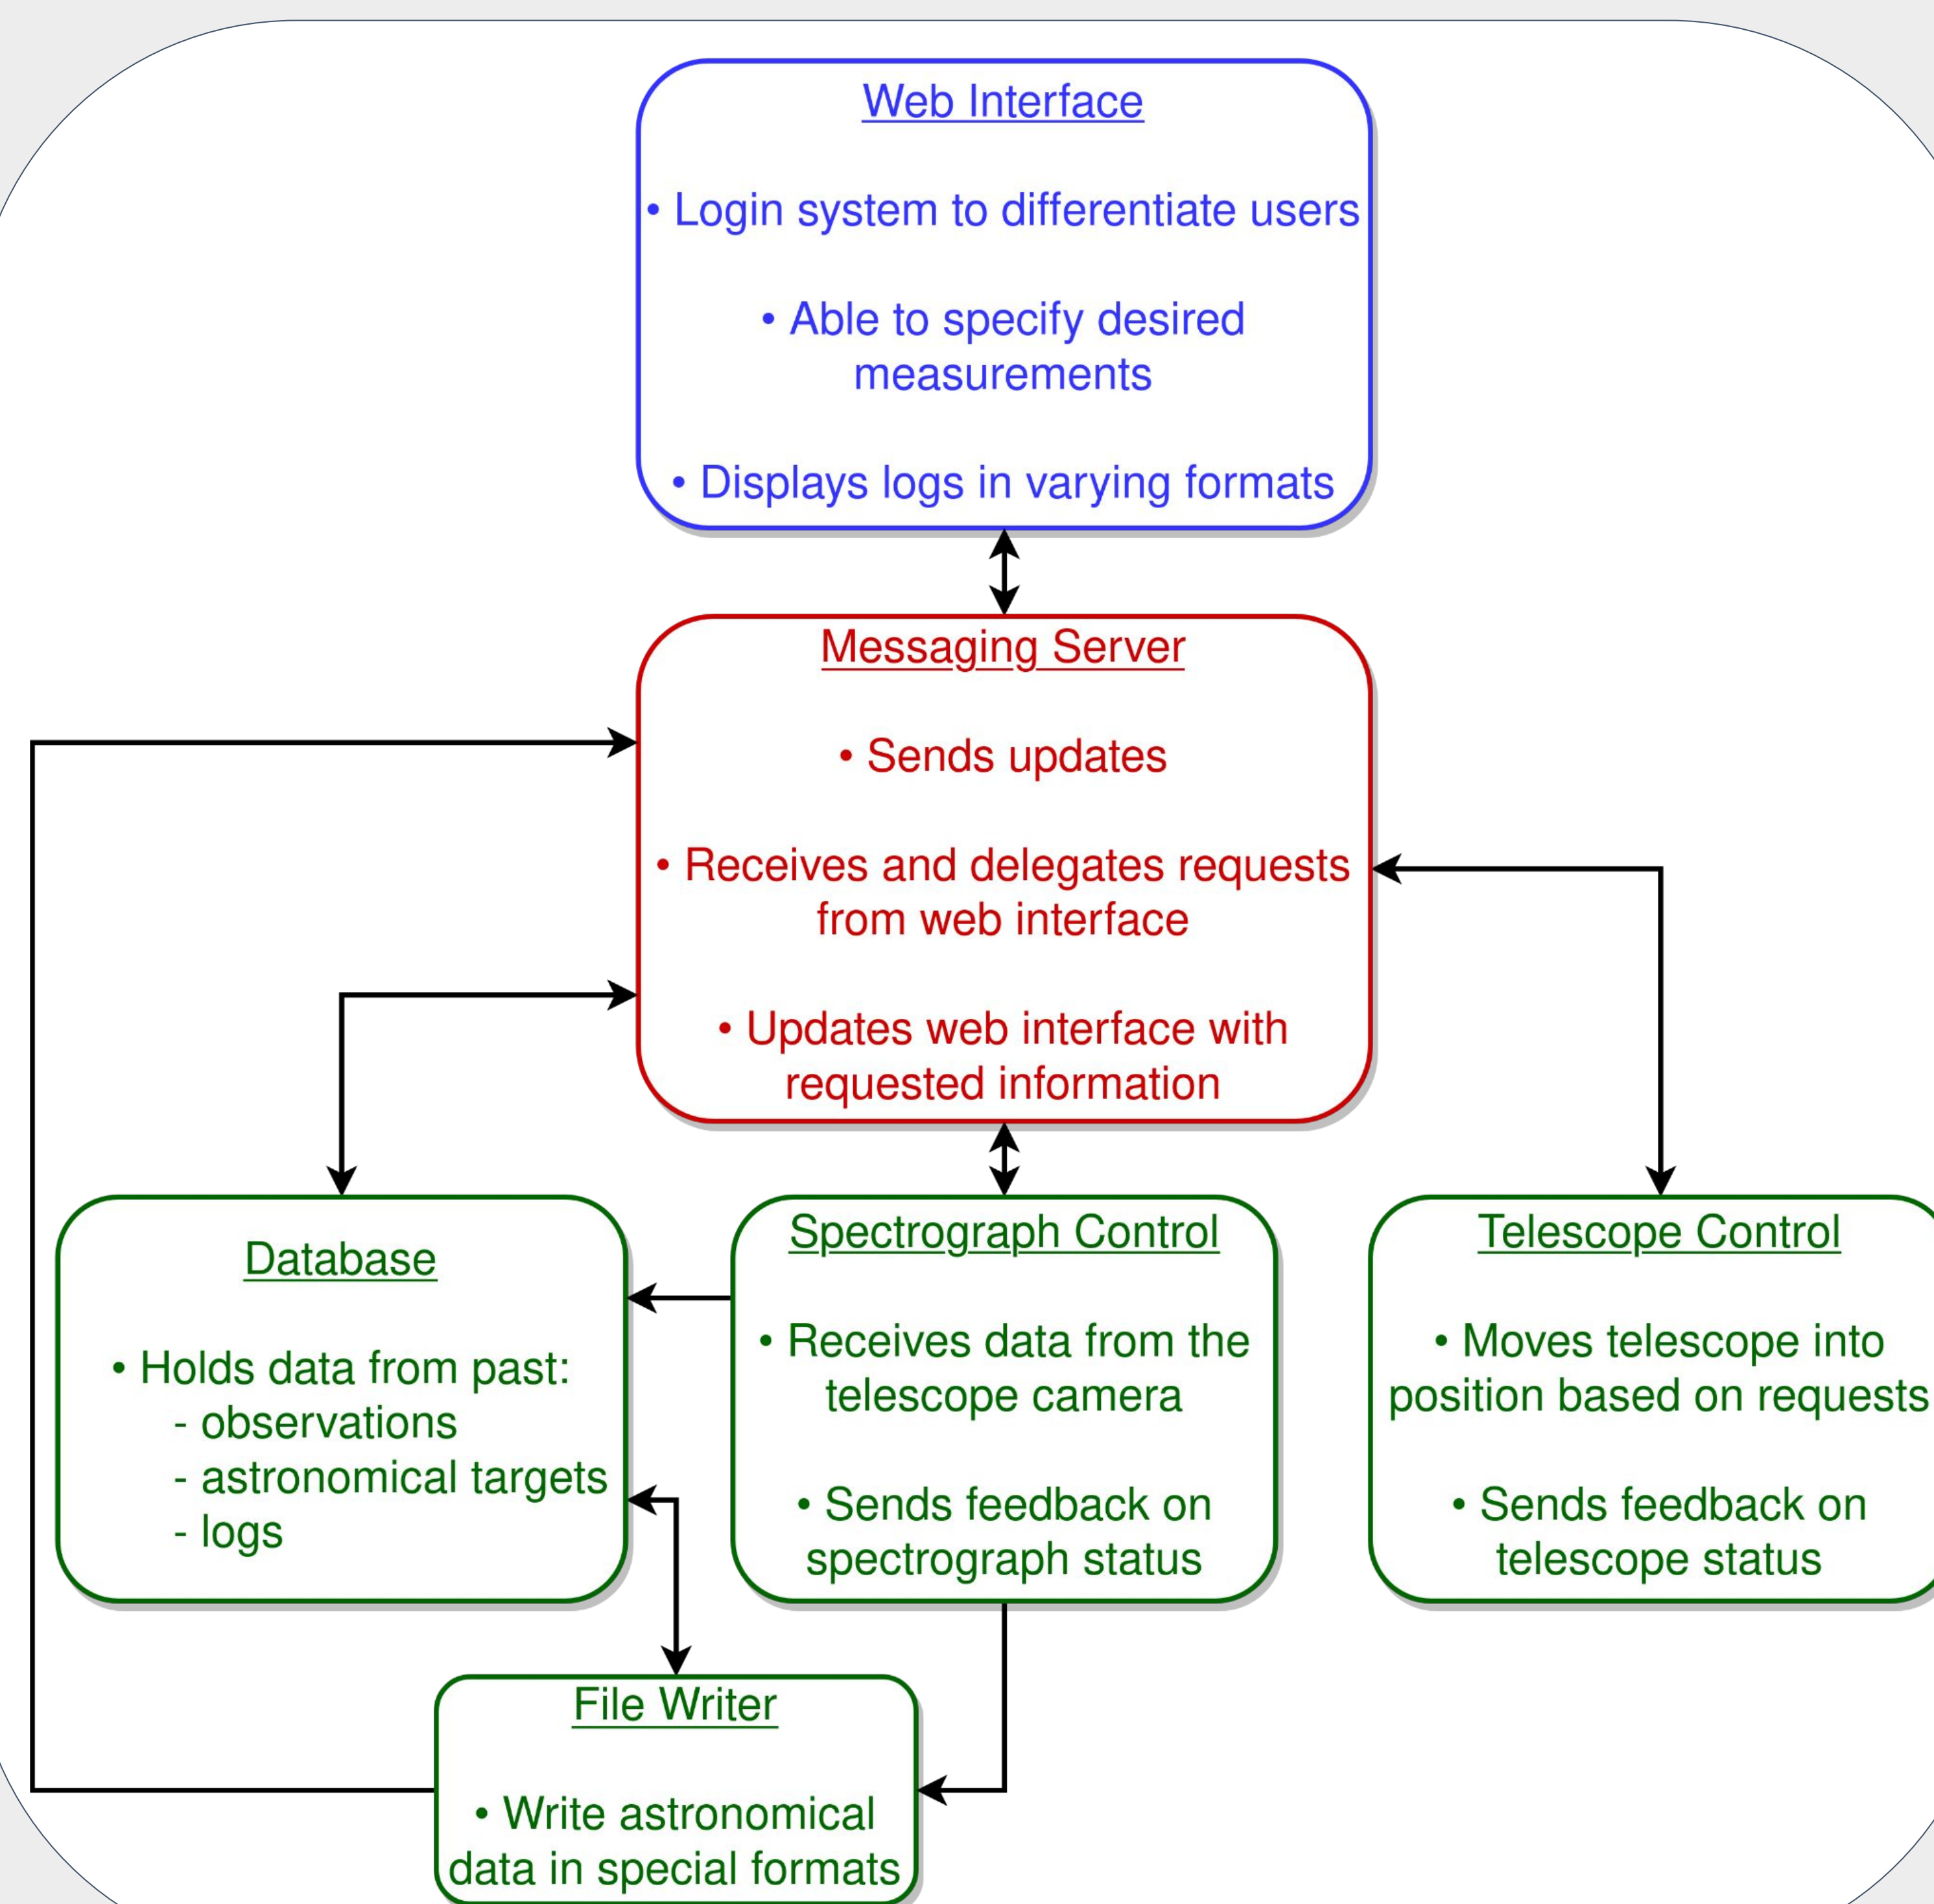 Web Interface
• Login system to differentiate users
• Able to specify desired
measurements
• Displays logs in varying formats
Messaging Server
• Sends updates
• Receives and delegates requests
from web interface
• Updates web interface with
requested information
Database
• Holds data from past:
- observations
- astronomical targets
- logs
Spectrograph Control
• Receives data from the
telescope camera
• Sends feedback on
spectrograph status
Telescope Control
• Moves telescope into
position based on requests
• Sends feedback on
telescope status
File Writer
• Write astronomical
data in special formats